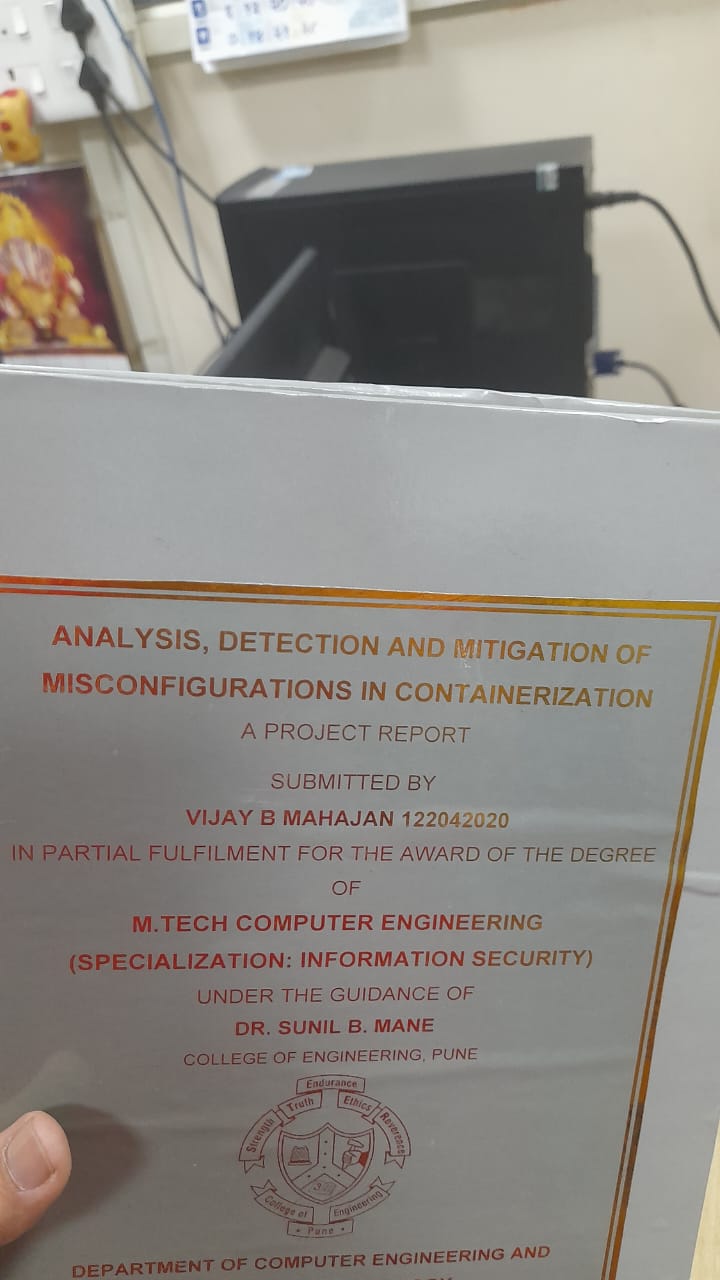 ANALYSIS, DETECTION AND MITIGATION OF
MISCONFIGURATIONS IN CONTAINERIZATION
A PROJECT REPORT
SUBMITTED BY
VIJAY B MAHAJAN 122042020
IN PARTIAL FULFILMENT FOR THE AWARD OF THE DEGREE
OF
M.TECH COMPUTER ENGINEERING
(SPECIALIZATION: INFORMATION SECURITY)
UNDER THE GUIDANCE OF
DR. SUNIL B. MANE
COLLEGE OF ENGINEERING, PUNE
Strength
Truth
Endurance
Ethics
Reverence
College of
Engineering
Pune
DEPARTMENT OF COMPUTER ENGINEERING AND